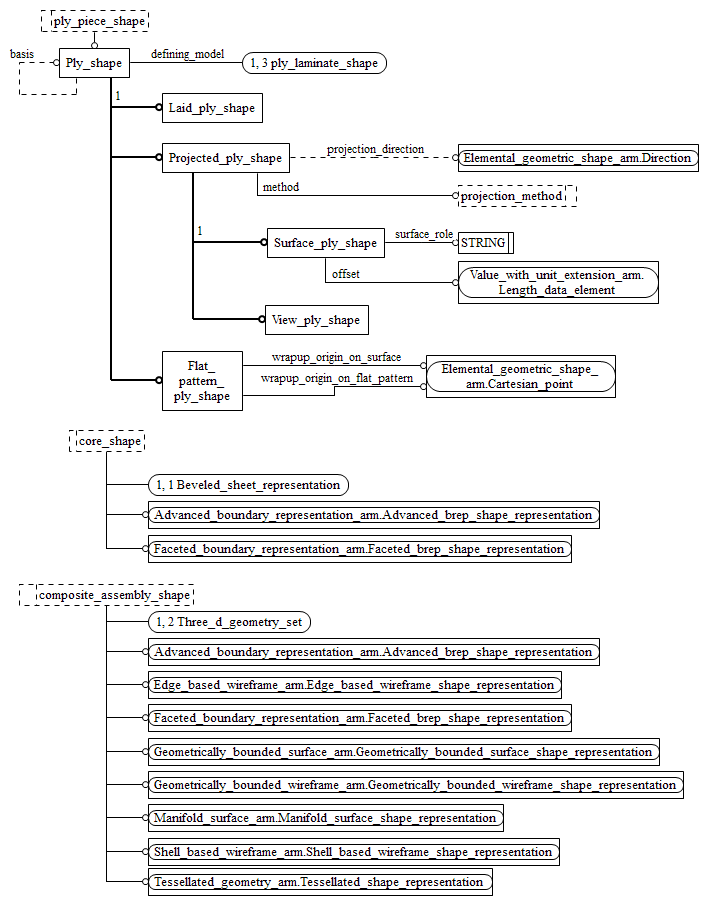 ply_piece_shape
basis
Ply_shape
defining_model
1, 3 ply_laminate_shape
1
Laid_ply_shape
Projected_ply_shape
projection_direction
Elemental_geometric_shape_arm.Direction
method
projection_method
1
Surface_ply_shape
surface_role
STRING
offset
Value_with_unit_extension_arm.
Length_data_element
View_ply_shape
Flat_
pattern_
ply_shape
wrapup_origin_on_surface
wrapup_origin_on_flat_pattern
Elemental_geometric_shape_
arm.Cartesian_point
core_shape
1, 1 Beveled_sheet_representation
Advanced_boundary_representation_arm.Advanced_brep_shape_representation
Faceted_boundary_representation_arm.Faceted_brep_shape_representation
composite_assembly_shape
1, 2 Three_d_geometry_set
Advanced_boundary_representation_arm.Advanced_brep_shape_representation
Edge_based_wireframe_arm.Edge_based_wireframe_shape_representation
Faceted_boundary_representation_arm.Faceted_brep_shape_representation
Geometrically_bounded_surface_arm.Geometrically_bounded_surface_shape_representation
Geometrically_bounded_wireframe_arm.Geometrically_bounded_wireframe_shape_representation
Manifold_surface_arm.Manifold_surface_shape_representation
Shell_based_wireframe_arm.Shell_based_wireframe_shape_representation
Tessellated_geometry_arm.Tessellated_shape_representation